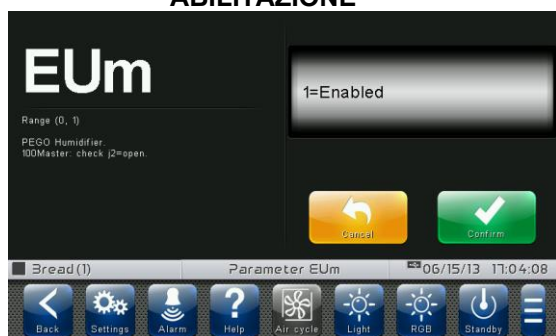 ABILITAZIONE
EUm
1=Enabled
Range (0, 1)
PEGO Humidifier.
100Master: check j2=open.
Cancel
Confirm
Bread(1)
Parameter EUm
06/15/13 17:04:08
Back
Settings
Alarm
Help
Air cycle
Light
RGB
Standby